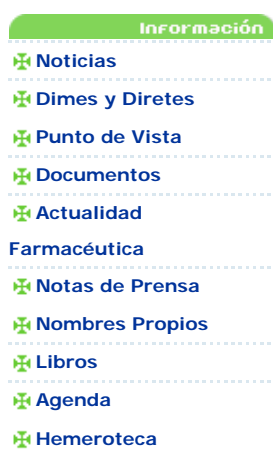 Información
Noticias
Dimes y Diretes
Punto de Vista
Documentos
Actualidad
Farmacéutica
Notas de Prensa
Nombres Propios
Libros
Agenda
Hemeroteca